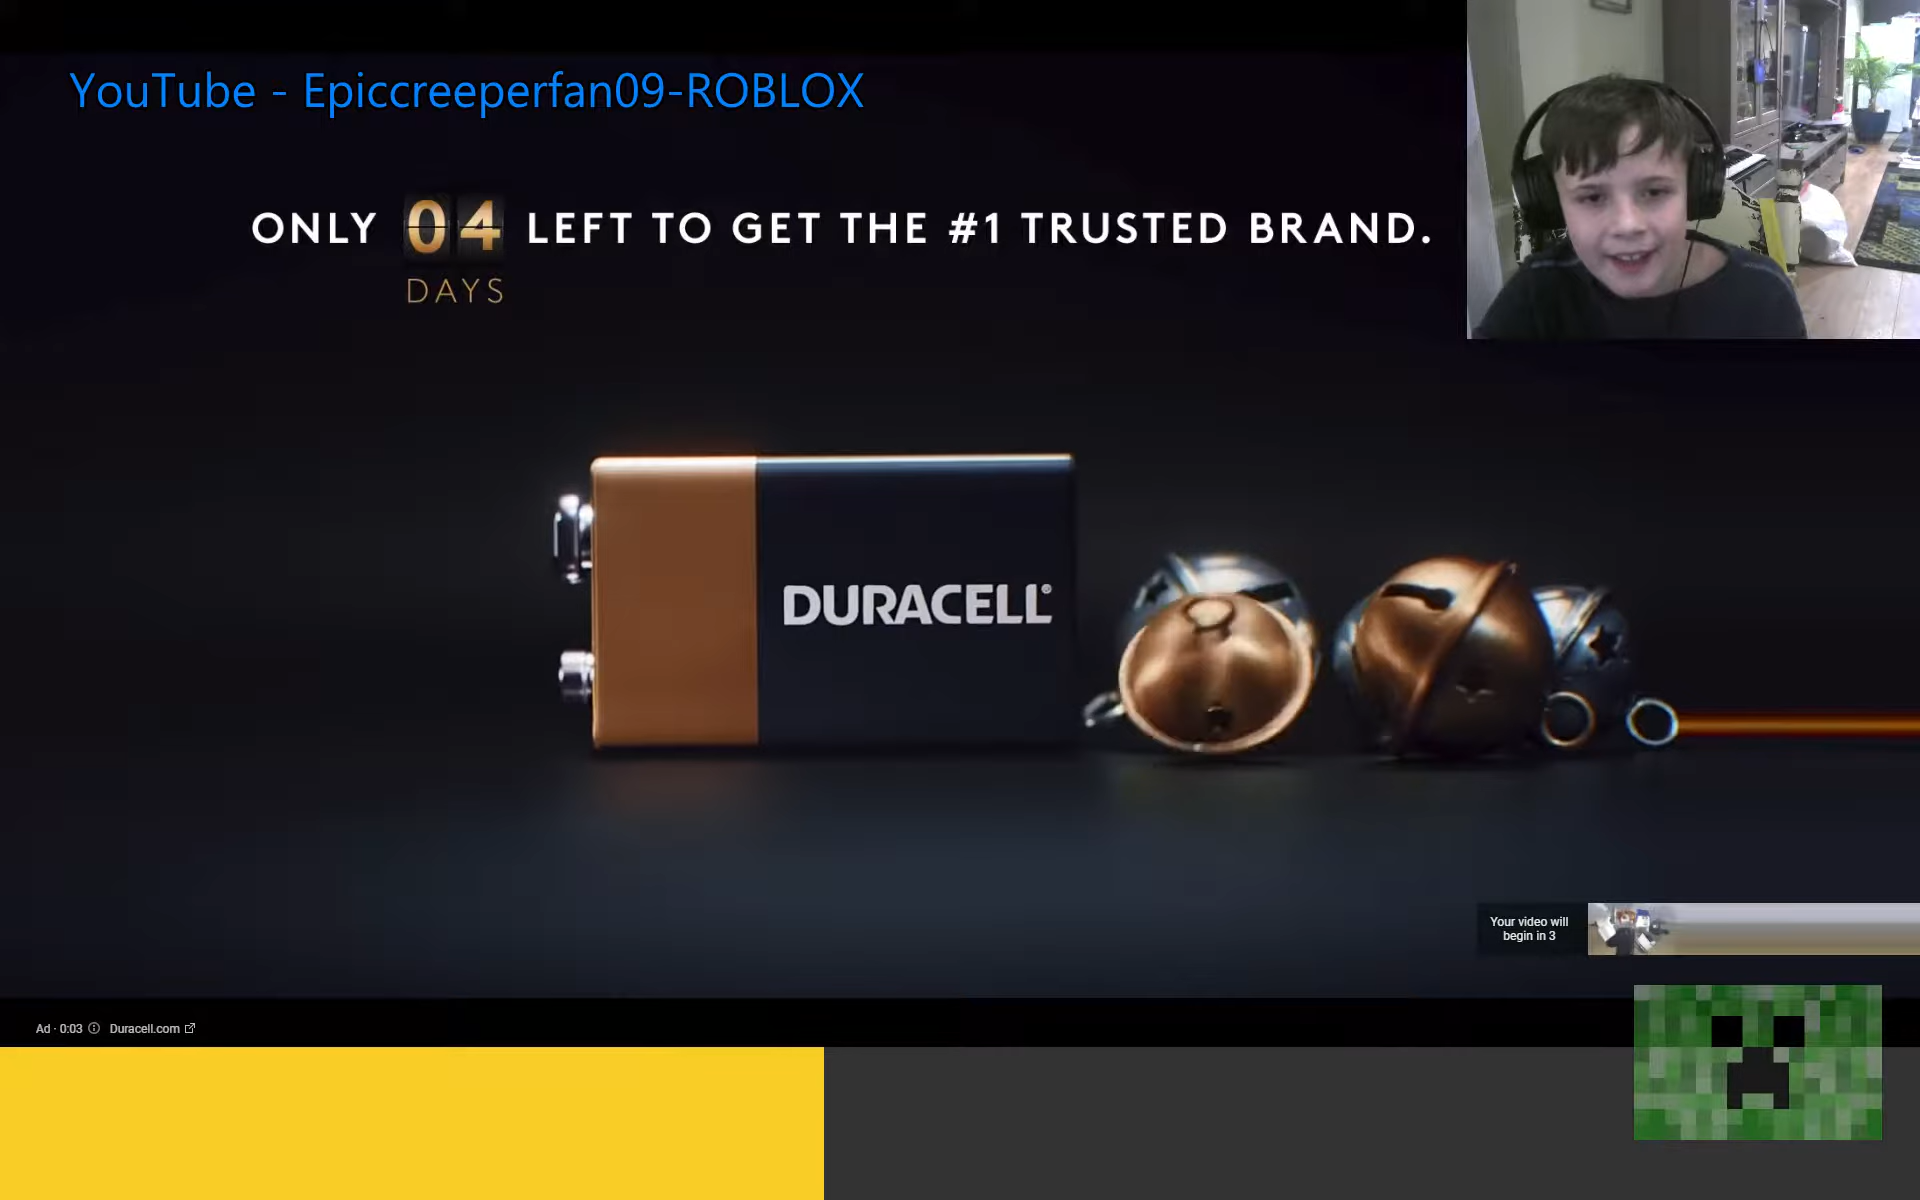 YouTube - Epiccreeperfan09-ROBLOX
ONLY 04 LEFT TO GET THE #1 TRUSTED BRAND.
DAYS
DURACELL®
Your video will
begin in 3
Ad · 0:03 Duracell.com